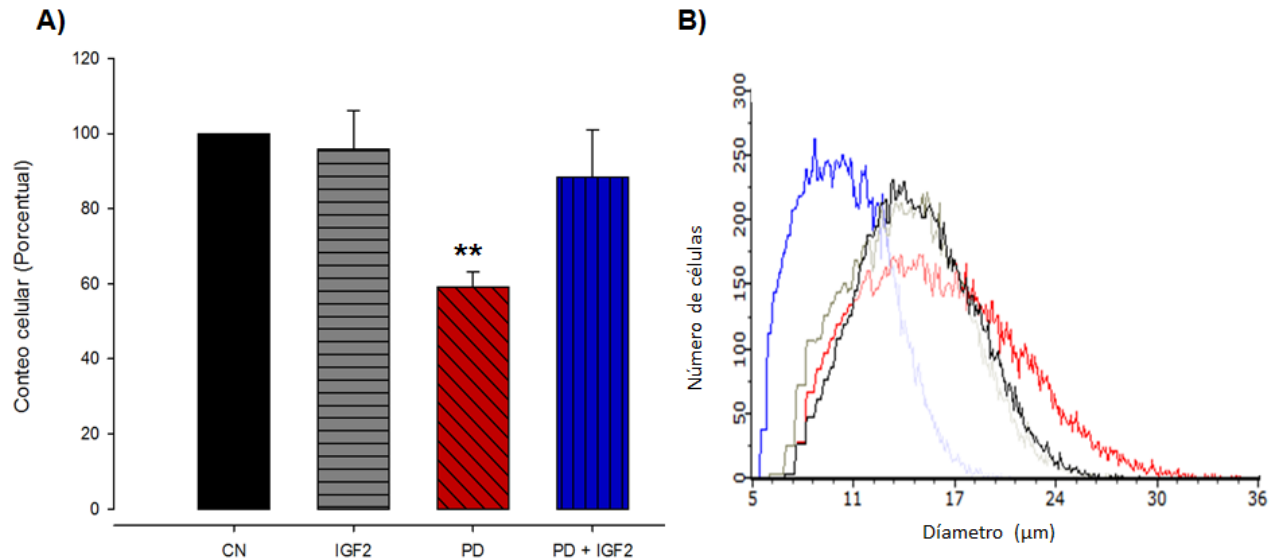 A)
Conteo celular (Porcentual)
120
100
80
60
40
20
0
**
CN
IGF2
PD
PD + IGF2
B)
Número de células
300
250
200
150
100
50
0
5
11
17
24
30
36
Díametro (μm)